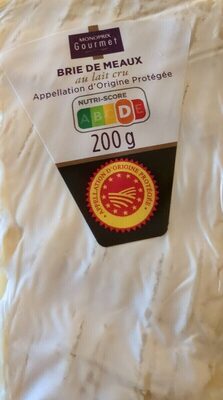 MONOPRIX
Gourmet
BRIE DE MEAUX
au lait cru
Appellation d'Origine Protégée
NUTRI-SCORE
A B C D E
200 g
APPELLATION D'ORIGINE PROTÉGÉE